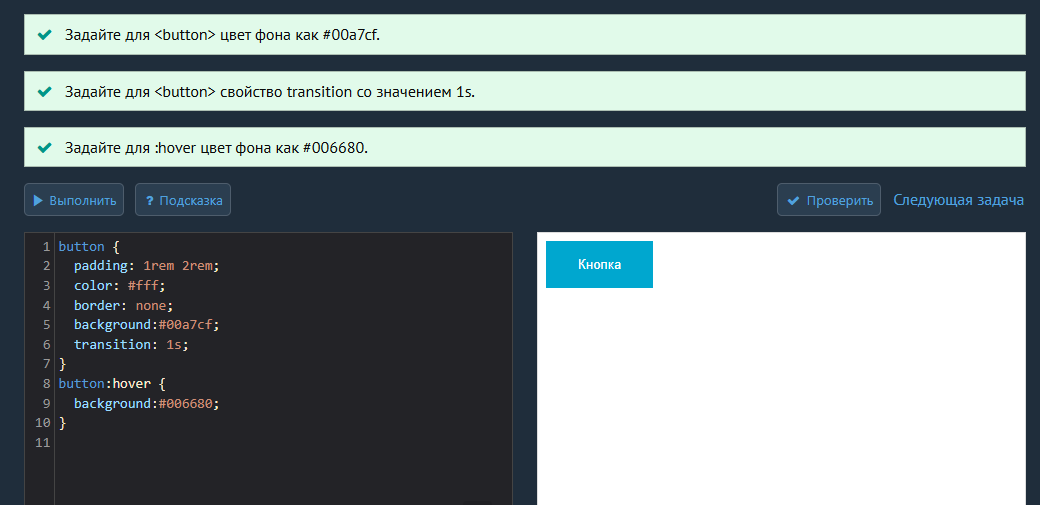 Задайте для <button> цвет фона как #00a7cf.
Задайте для <button> свойство transition со значением 1s.
Задайте для :hover цвет фона как #006680.
Выполнить
? Подсказка
Проверить
Следующая задача
1 button {
2 padding: 1rem 2rem;
3 color: #fff;
4 border: none;
5 background:#00a7cf;
6 transition: 1s;
7 }
8 button:hover {
9 background:#006680;
10 }
11
Кнопка